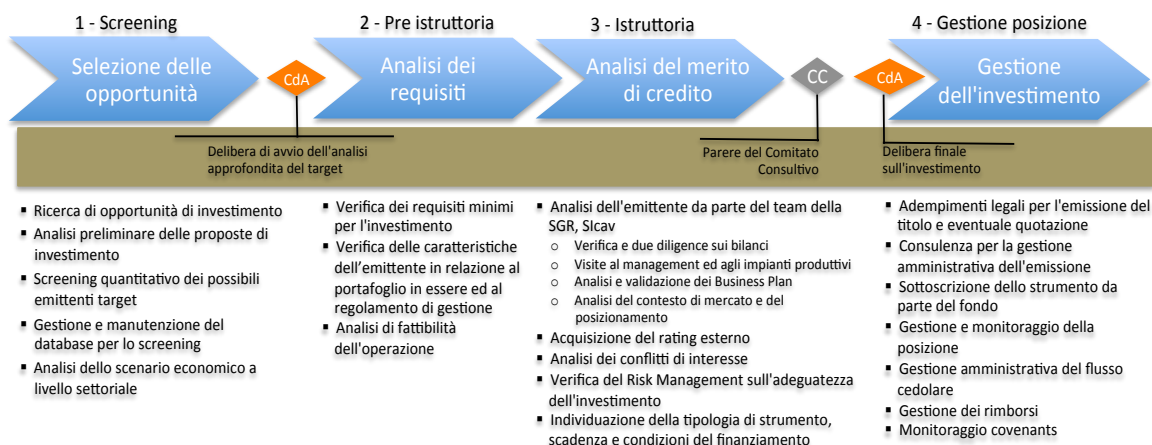 1 - Screening
2 - Pre istruttoria
3 - Istruttoria
4 - Gestione posizione
Selezione delle
opportunità
CdA
Analisi dei
requisiti
Analisi del merito
di credito
CC
CdA
Gestione
dell'investimento
Delibera di avvio dell'analisi
approfondita del target
Parere del Comitato
Consultivo
Delibera finale
sull'investimento
▪ Ricerca di opportunità di investimento
▪ Analisi preliminare delle proposte di
investimento
▪ Screening quantitativo dei possibili
emittenti target
▪ Gestione e manutenzione del
database per lo screening
▪ Analisi dello scenario economico a
livello settoriale
▪ Verifica dei requisiti minimi
per l'investimento
▪ Verifica delle caratteristiche
dell’emittente in relazione al
portafoglio in essere ed al
regolamento di gestione
▪ Analisi di fattibilità
dell'operazione
▪ Analisi dell'emittente da parte del team della
SGR, SIcav
o Verifica e due diligence sui bilanci
o Visite al management ed agli impianti produttivi
o Analisi e validazione dei Business Plan
o Analisi del contesto di mercato e del
posizionamento
▪ Acquisizione del rating esterno
▪ Analisi dei conflitti di interesse
▪ Verifica del Risk Management sull'adeguatezza
dell'investimento
▪ Individuazione della tipologia di strumento,
scadenza e condizioni del finanziamento
▪ Adempimenti legali per l'emissione del
titolo e eventuale quotazione
▪ Consulenza per la gestione
amministrativa dell'emissione
▪ Sottoscrizione dello strumento da
parte del fondo
▪ Gestione e monitoraggio della
posizione
▪ Gestione amministrativa del flusso
cedolare
▪ Gestione dei rimborsi
▪ Monitoraggio covenants